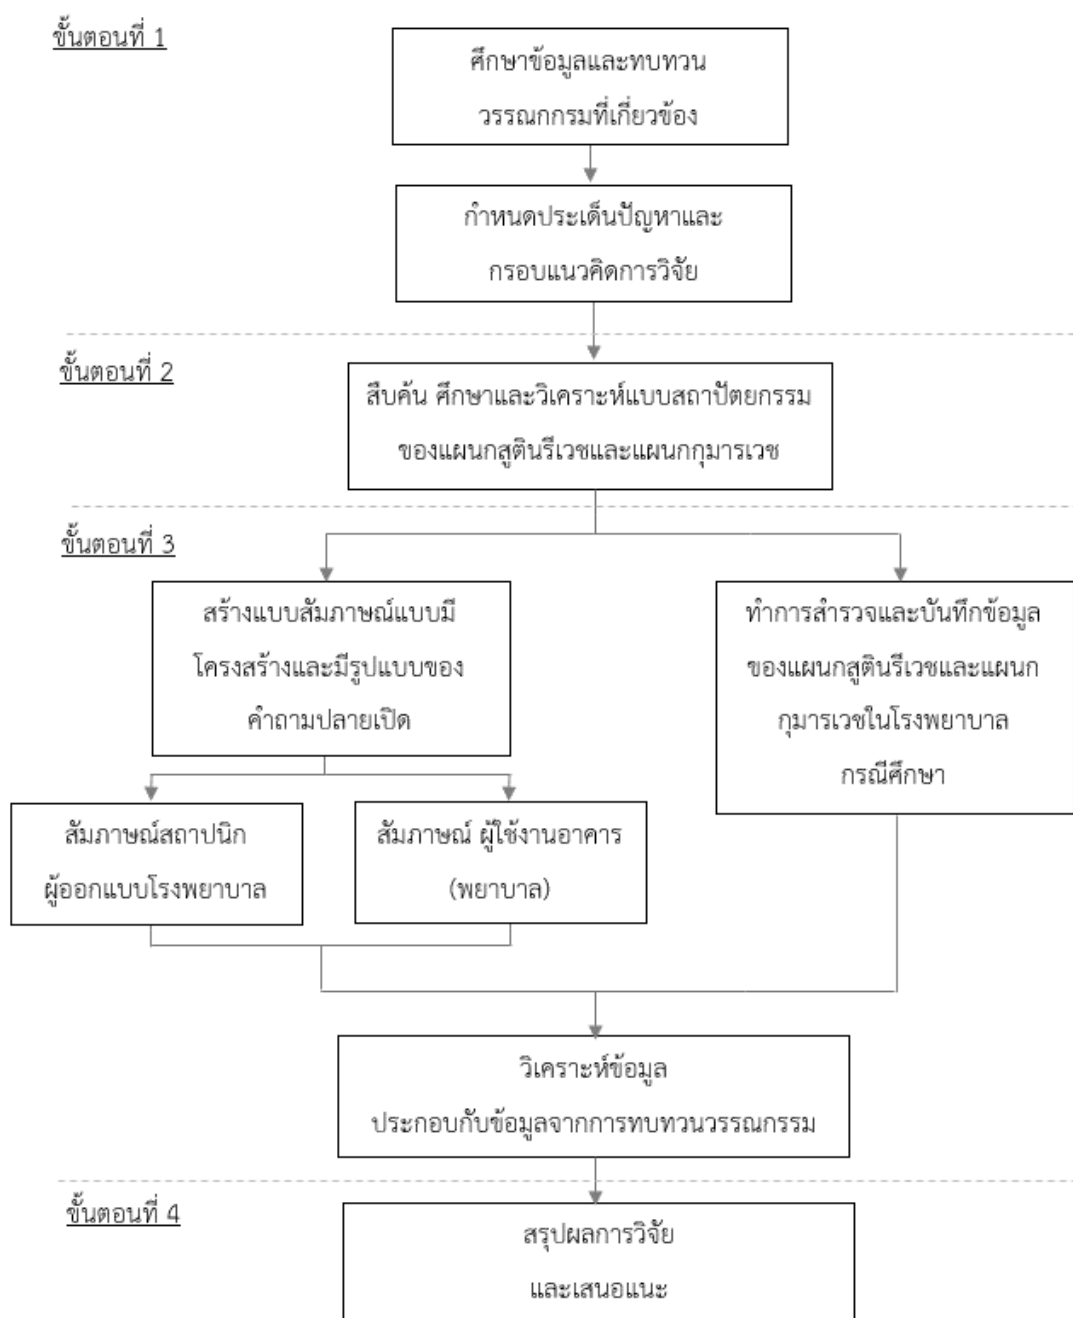 ขั้นตอนที่ 1
ศึกษาข้อมูลและทบทวน
วรรณกกรมที่เกี่ยวข้อง
กำหนดประเด็นปัญหาและ
กรอบแนวคิดการวิจัย
ขั้นตอนที่ 2
สืบค้น ศึกษาและวิเคราะห์แบบสถาปัตยกรรม
ของแผนกสูตินรีเวชและแผนกกุมารเวช
ขั้นตอนที่ 3
สร้างแบบสัมภาษณ์แบบมี
โครงสร้างและมีรูปแบบของ
คำถามปลายเปิด
ทำการสำรวจและบันทึกข้อมูล
ของแผนกสูตินรีเวชและแผนก
กุมารเวชในโรงพยาบาล
กรณีศึกษา
สัมภาษณ์สถาปนิก
ผู้ออกแบบโรงพยาบาล
สัมภาษณ์ ผู้ใช้งานอาคาร
(พยาบาล)
วิเคราะห์ข้อมูล
ประกอบกับข้อมูลจากการทบทวนวรรณกรรม
ขั้นตอนที่ 4
สรุปผลการวิจัย
และเสนอแนะ